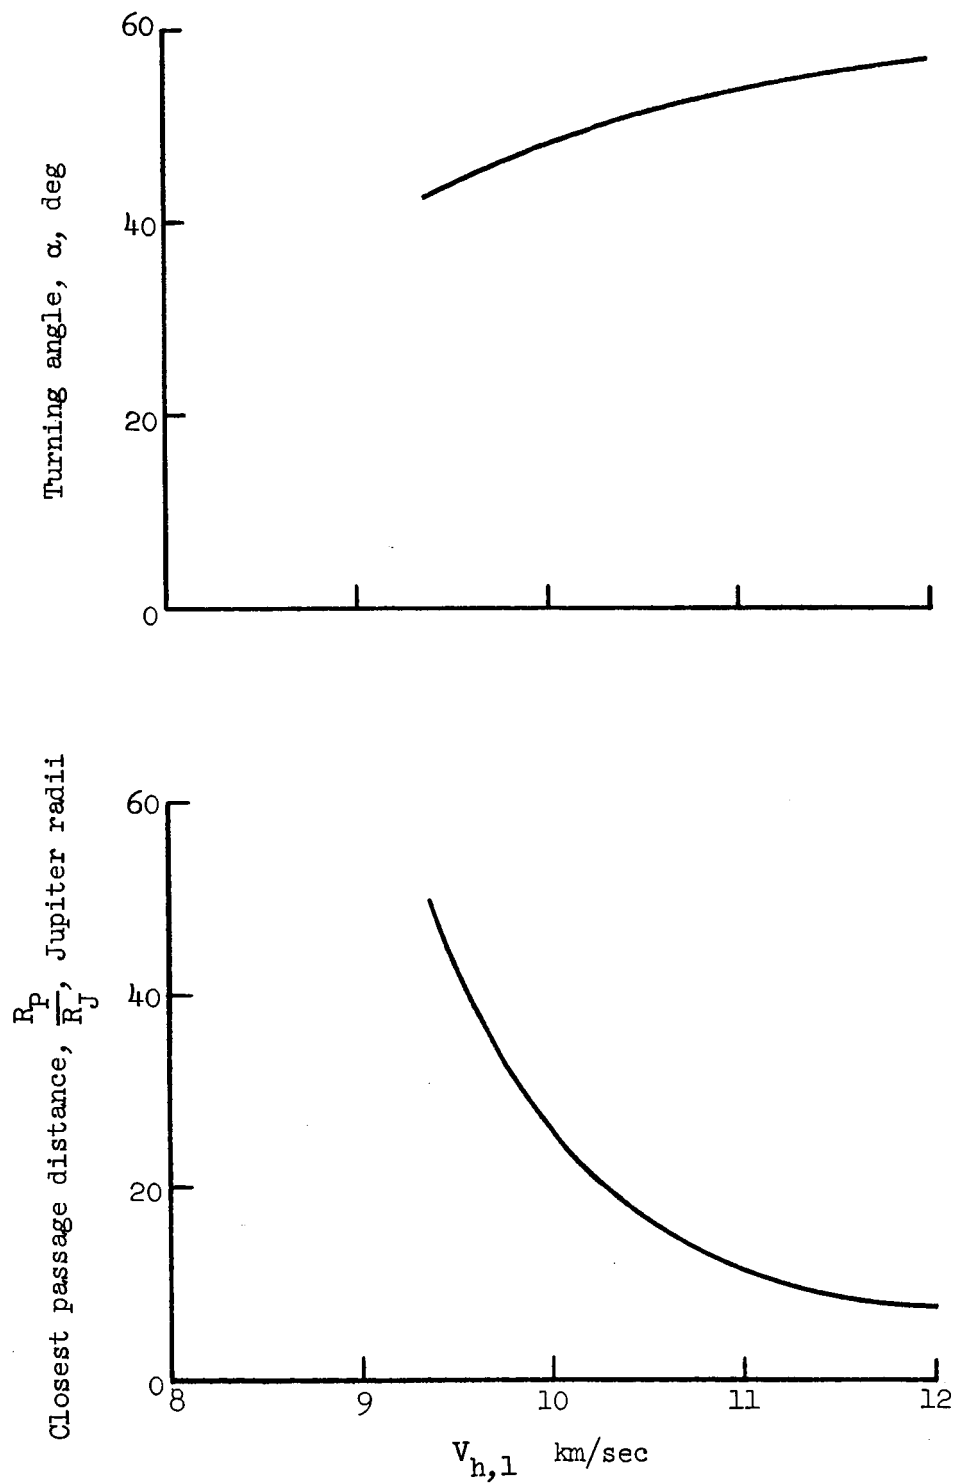 60
40
20
0
Turning angle, α, deg
60
40
20
0
Closest passage distance, R_P/R_J, Jupiter radii
8 9 10 11 12
V_h,1 km/sec